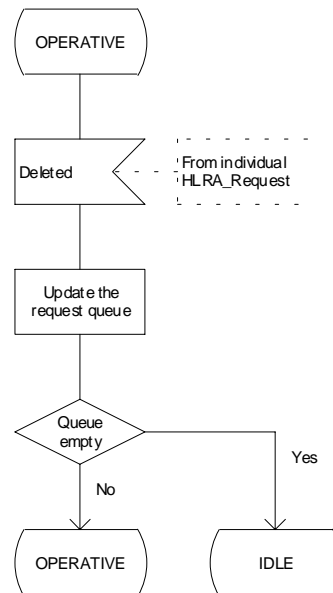 OPERATIVE
Deleted
From individual
HLRA_Request
Update the
request queue
Queue
empty
Yes
No
OPERATIVE
IDLE